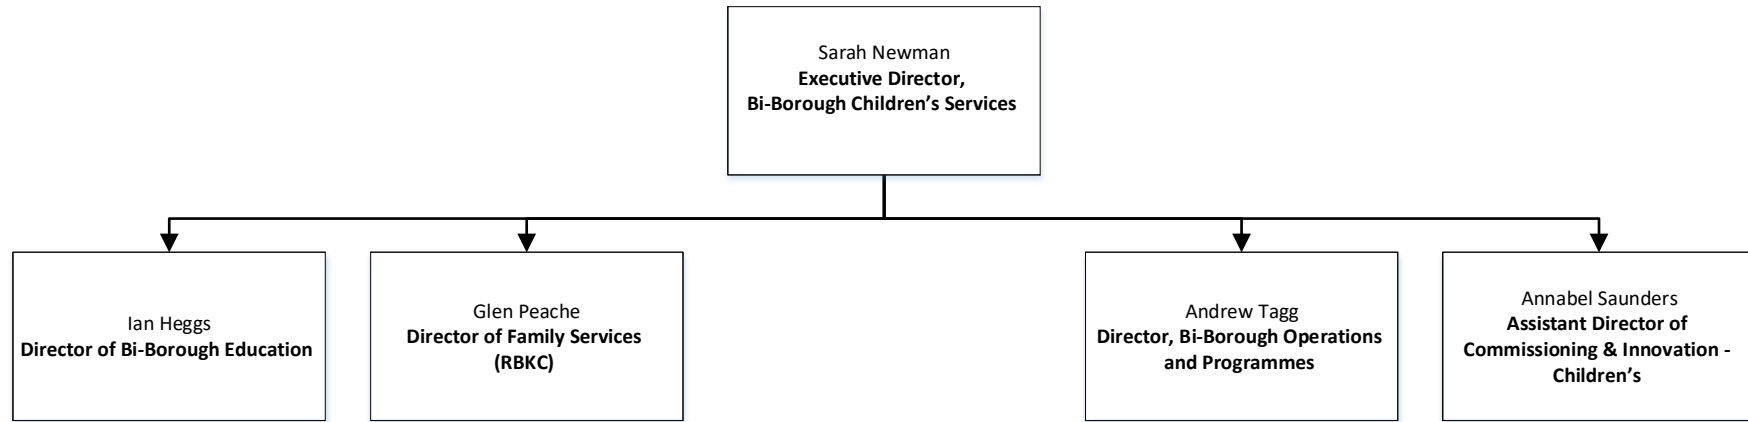 Sarah Newman
Executive Director,
Bi-Borough Children’s Services
Ian Heggs
Director of Bi-Borough Education
Glen Peache
Director of Family Services
(RBKC)
Andrew Tagg
Director, Bi-Borough Operations
and Programmes
Annabel Saunders
Assistant Director of
Commissioning & Innovation -
Children’s